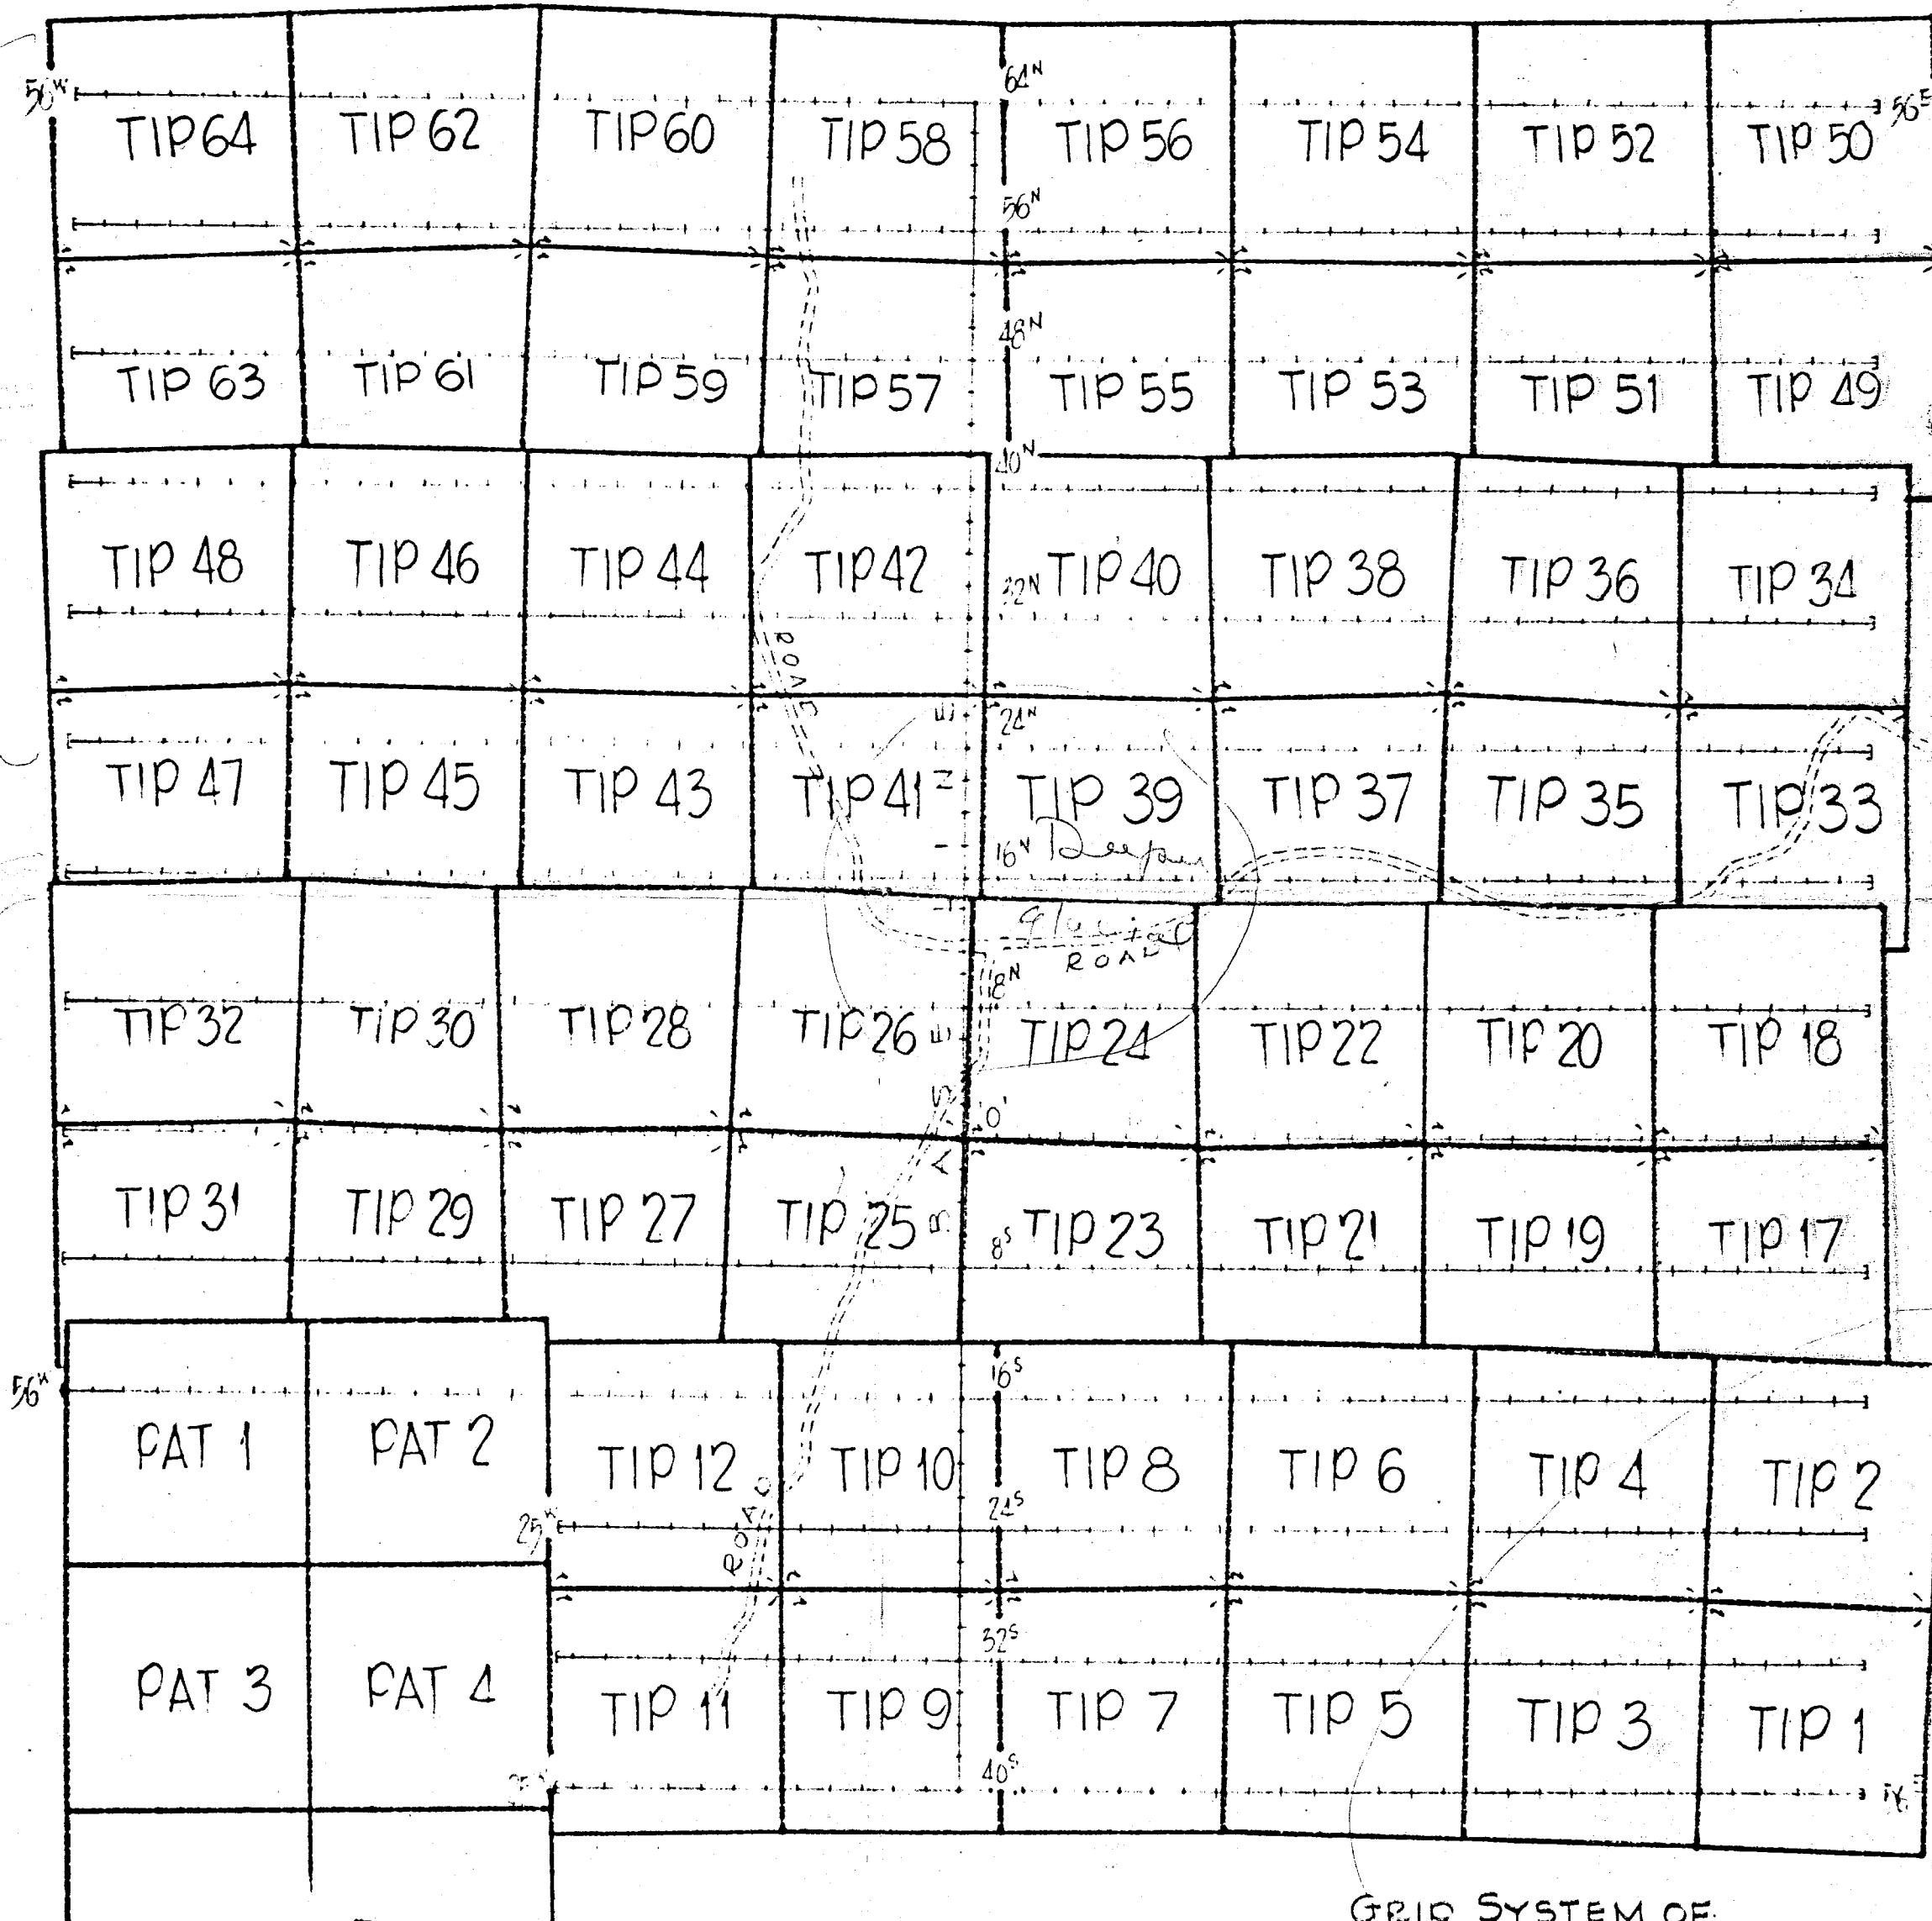 64N
56W 56E
TIP 64 TIP 62 TIP 60 TIP 58 TIP 56 TIP 54 TIP 52 TIP 50
56N
48N
TIP 63 TIP 61 TIP 59 TIP 57 TIP 55 TIP 53 TIP 51 TIP 49
40N
TIP 48 TIP 46 TIP 44 TIP 42 32N TIP 40 TIP 38 TIP 36 TIP 34
ROAD
24N
TIP 47 TIP 45 TIP 43 TIP 41 TIP 39 TIP 37 TIP 35 TIP 33
16N Deeper
Glacial
ROAD
8N
TIP 32 TIP 30 TIP 28 TIP 26 TIP 24 TIP 22 TIP 20 TIP 18
BASE LINE
0'
TIP 31 TIP 29 TIP 27 TIP 25 8S TIP 23 TIP 21 TIP 19 TIP 17
16S
56W
PAT 1 PAT 2 TIP 12 TIP 10 TIP 8 TIP 6 TIP 4 TIP 2
24S
25W
ROAD
32S
PAT 3 PAT 4 TIP 11 TIP 9 TIP 7 TIP 5 TIP 3 TIP 1
40S
GRID SYSTEM OF